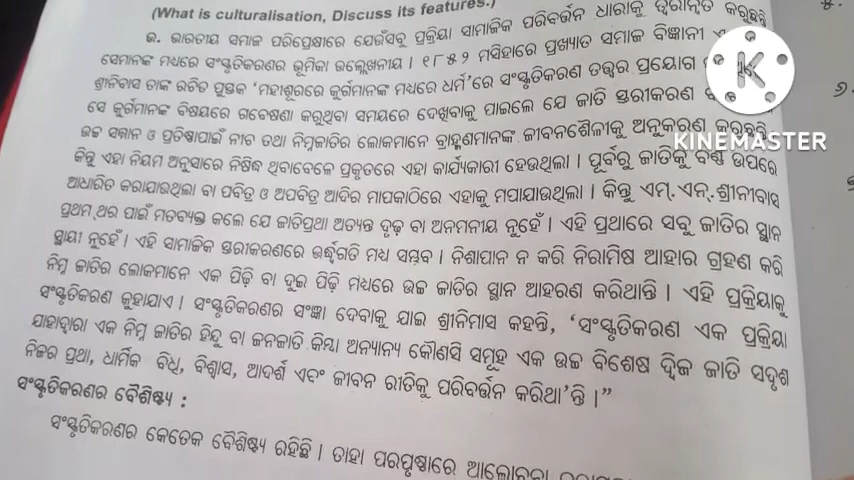 (What is culturalisation, Discuss its features.)
ଉ. ଭାରତୀୟ ସମାଜ ପରିପ୍ରେକ୍ଷୀରେ ଯେଉଁସବୁ ପ୍ରକ୍ରିୟା ସାମାଜିକ ପରିବର୍ତ୍ତନ ଧାରାକୁ ତ୍ୱରାନ୍ୱିତ କରୁଛନ୍ତି
ସେମାନଙ୍କ ମଧ୍ୟରେ ସଂସ୍କୃତିକରଣର ଭୂମିକା ଉଲ୍ଲେଖନୀୟ । ୧୯୫୨ ମସିହାରେ ପ୍ରଖ୍ୟାତ ସମାଜ ବିଜ୍ଞାନୀ
ଶ୍ରୀନିବାସ ତାଙ୍କ ରଚିତ ପୁସ୍ତକ ‘ମହୀଶୂରରେ କୁର୍ଗମାନଙ୍କ ମଧ୍ୟରେ ଧର୍ମ’ରେ ସଂସ୍କୃତିକରଣ ତତ୍ତ୍ୱର ପ୍ରୟୋଗ
ସେ କୁର୍ଗମାନଙ୍କ ବିଷୟରେ ଗବେଷଣା କରୁଥିବା ସମୟରେ ଦେଖିବାକୁ ପାଇଲେ ଯେ ଜାତି ସ୍ତରୀକରଣ
ଉଚ୍ଚ ସମ୍ମାନ ଓ ପ୍ରତିଷ୍ଠାପାଇଁ ନୀଚ ତଥା ନିମ୍ନଜାତିର ଲୋକମାନେ ବ୍ରାହ୍ମଣମାନଙ୍କ ଜୀବନଶୈଳୀକୁ ଅନୁକରଣ କରୁଛନ୍ତି
କିନ୍ତୁ ଏହା ନିୟମ ଅନୁସାରେ ନିଷିଦ୍ଧ ଥିବାବେଳେ ପ୍ରକୃତରେ ଏହା କାର୍ଯ୍ୟକାରୀ ହେଉଥିଲା । ପୂର୍ବରୁ ଜାତିକୁ ବର୍ଣ୍ଣ ଉପରେ
ଆଧାରିତ କରାଯାଉଥିଲା ବା ପବିତ୍ର ଓ ଅପବିତ୍ର ଆଦିର ମାପକାଠିରେ ଏହାକୁ ମପାଯାଉଥିଲା । କିନ୍ତୁ ଏମ୍.ଏନ୍.ଶ୍ରୀନୀବାସ
ପ୍ରଥମ ଥର ପାଇଁ ମତବ୍ୟକ୍ତ କଲେ ଯେ ଜାତିପ୍ରଥା ଅତ୍ୟନ୍ତ ଦୃଢ଼ ବା ଅନମନୀୟ ନୁହେଁ । ଏହି ପ୍ରଥାରେ ସବୁ ଜାତିର ସ୍ଥାନ
ସ୍ଥାୟୀ ନୁହେଁ । ଏହି ସାମାଜିକ ସ୍ତରୀକରଣରେ ଊର୍ଦ୍ଧ୍ୱଗତି ମଧ୍ୟ ସମ୍ଭବ । ନିଶାପାନ ନ କରି ନିରାମିଷ ଆହାର ଗ୍ରହଣ କରି
ନିମ୍ନ ଜାତିର ଲୋକମାନେ ଏକ ପିଢ଼ି ବା ଦୁଇ ପିଢ଼ି ମଧ୍ୟରେ ଉଚ୍ଚ ଜାତିର ସ୍ଥାନ ଆହରଣ କରିଥାନ୍ତି । ଏହି ପ୍ରକ୍ରିୟାକୁ
ସଂସ୍କୃତିକରଣ କୁହାଯାଏ । ସଂସ୍କୃତିକରଣର ସଂଜ୍ଞା ଦେବାକୁ ଯାଇ ଶ୍ରୀନିମାସ କହନ୍ତି, ‘ସଂସ୍କୃତିକରଣ ଏକ ପ୍ରକ୍ରିୟା
ଯାହାଦ୍ୱାରା ଏକ ନିମ୍ନ ଜାତିର ହିନ୍ଦୁ ବା ଜନଜାତି କିମ୍ବା ଅନ୍ୟାନ୍ୟ କୌଣସି ସମୂହ ଏକ ଉଚ୍ଚ ବିଶେଷ ଦ୍ୱିଜ ଜାତି ସଦୃଶ
ନିଜର ପ୍ରଥା, ଧାର୍ମିକ ବିଧି, ବିଶ୍ୱାସ, ଆଦର୍ଶ ଏବଂ ଜୀବନ ରୀତିକୁ ପରିବର୍ତ୍ତନ କରିଥା’ନ୍ତି ।”
ସଂସ୍କୃତିକରଣର ବୈଶିଷ୍ଟ୍ୟ :
ସଂସ୍କୃତିକରଣର କେତେକ ବୈଶିଷ୍ଟ୍ୟ ରହିଛି । ତାହା ପରପୃଷ୍ଠାରେ ଆଲୋଚନା
KINEMASTER